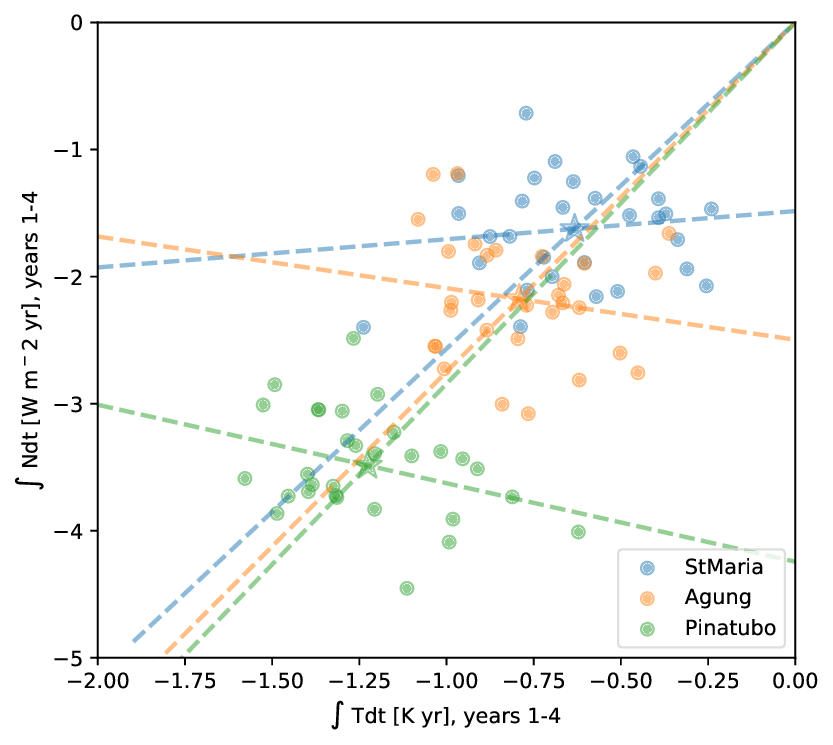 0
−1
−2
−3
−4
−5
∫ Ndt [W m − 2 yr], years 1-4
−2.00 −1.75 −1.50 −1.25 −1.00 −0.75 −0.50 −0.25 0.00
∫ Tdt [K yr], years 1-4
StMaria
Agung
Pinatubo